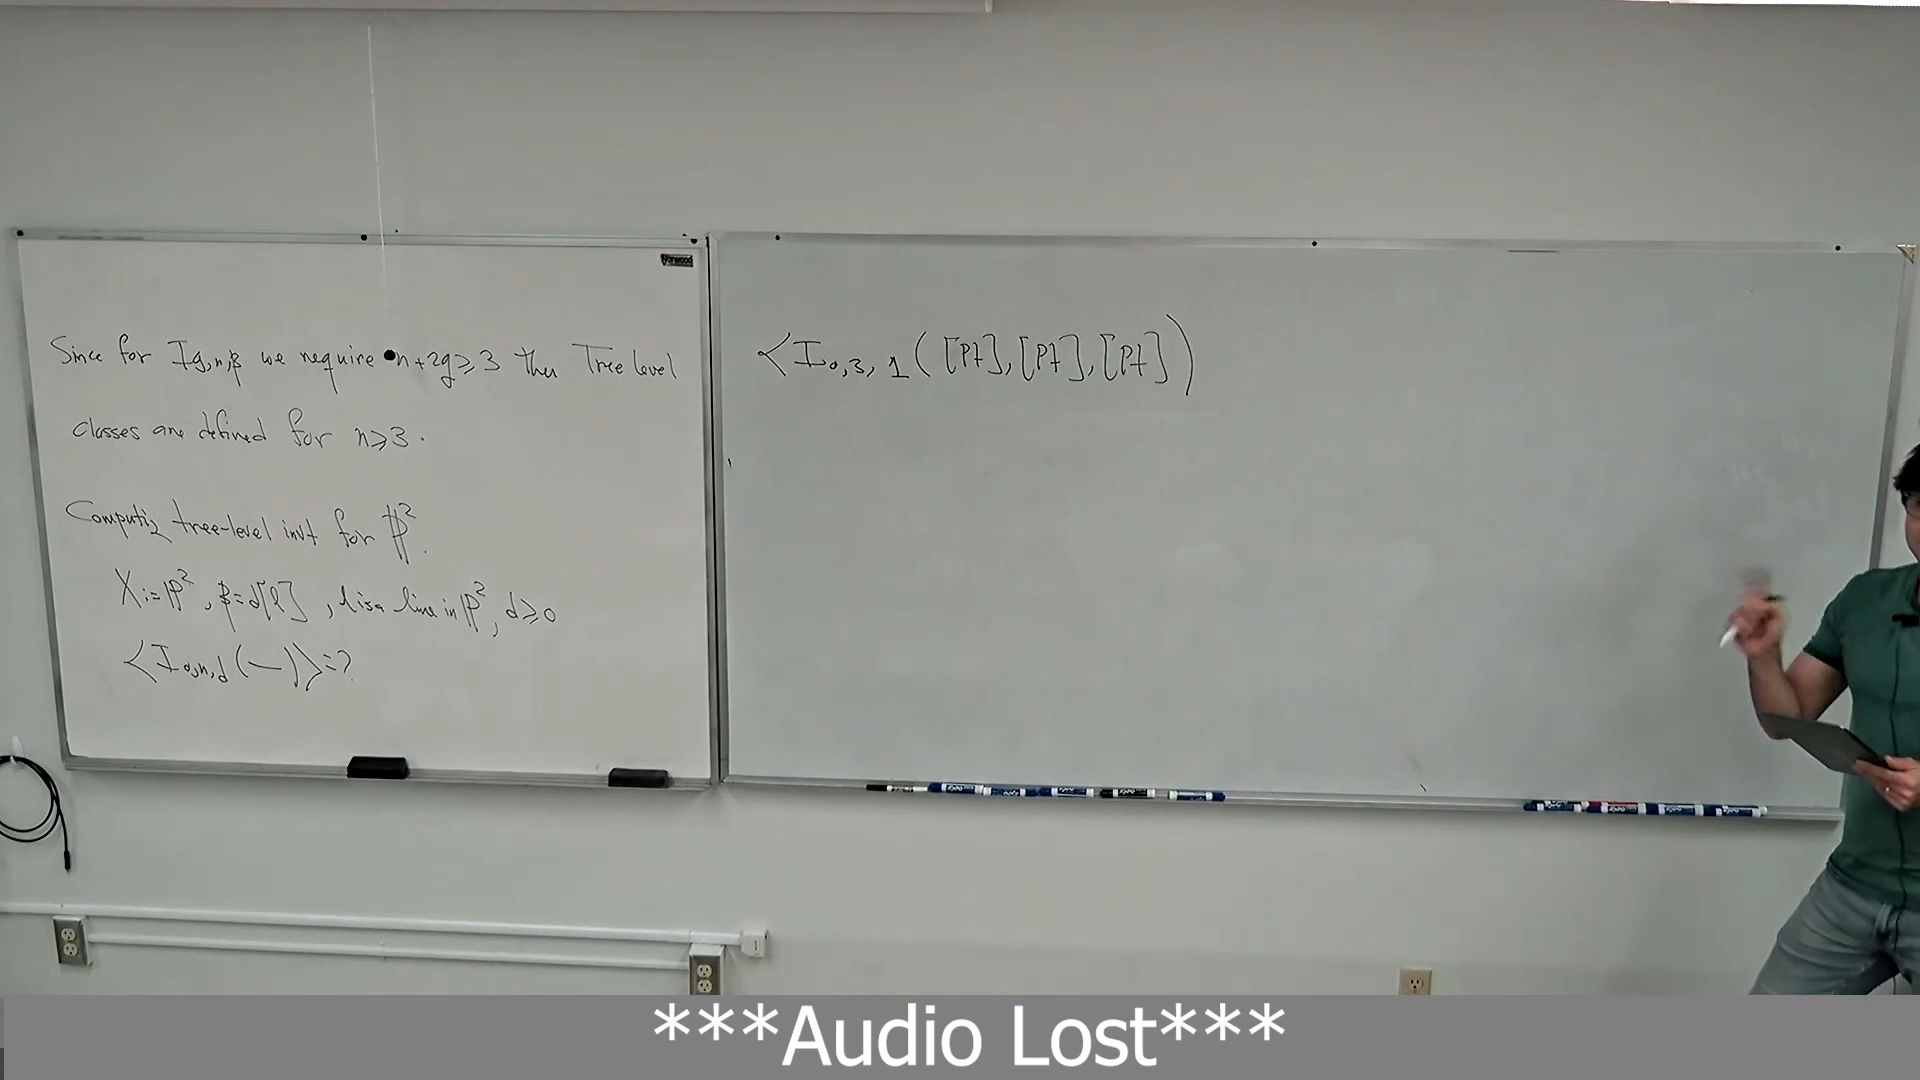 Norwood
Since for I_{g,n,β} we require n+2g≥3 then Tree level
classes are defined for n≥3.
Computing tree-level invt for ℙ².
X:=ℙ², β=d[l], l is a line in ℙ², d≥0
<I_{0,n,d}(—)>=?
<I_{0,3,1}([pt],[pt],[pt])
***Audio Lost***